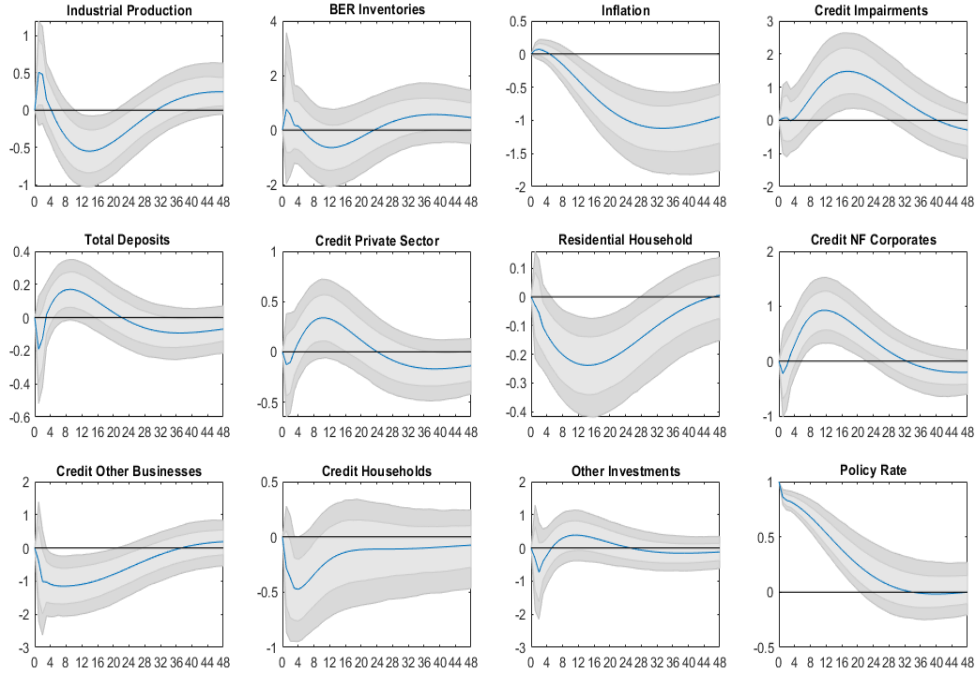 Industrial Production BER Inventories Inflation Credit Impairments
1 4 0.5 3
0.5 2 0 2
0 0 -0.5 1
-0.5 -1 0
-1.5 -1
-1 -2 -2 -2
0 4 8 12 16 20 24 28 32 36 40 44 48 0 4 8 12 16 20 24 28 32 36 40 44 48 0 4 8 12 16 20 24 28 32 36 40 44 48 0 4 8 12 16 20 24 28 32 36 40 44 48
Total Deposits Credit Private Sector Residential Household Credit NF Corporates
0.4 1 0.1 2
0.2 0.5 0 1
0 0 -0.1 0
-0.2 -0.2
-0.4 -0.5 -0.3
-0.6 -0.4 -1
0 4 8 12 16 20 24 28 32 36 40 44 48 0 4 8 12 16 20 24 28 32 36 40 44 48 0 4 8 12 16 20 24 28 32 36 40 44 48 0 4 8 12 16 20 24 28 32 36 40 44 48
Credit Other Businesses Credit Households Other Investments Policy Rate
2 0.5 2 1
1 1
0 0 0 0.5
-1 -0.5 -1 0
-2 -2
-3 -1 -3 -0.5
0 4 8 12 16 20 24 28 32 36 40 44 48 0 4 8 12 16 20 24 28 32 36 40 44 48 0 4 8 12 16 20 24 28 32 36 40 44 48 0 4 8 12 16 20 24 28 32 36 40 44 48